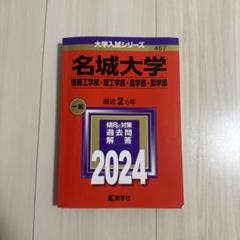 大学入試シリーズ
467
名城大学
情報工学部・理工学部・農学部・薬学部
最近2カ年
一般
傾向と対策
過去問
解答
2024
教学社